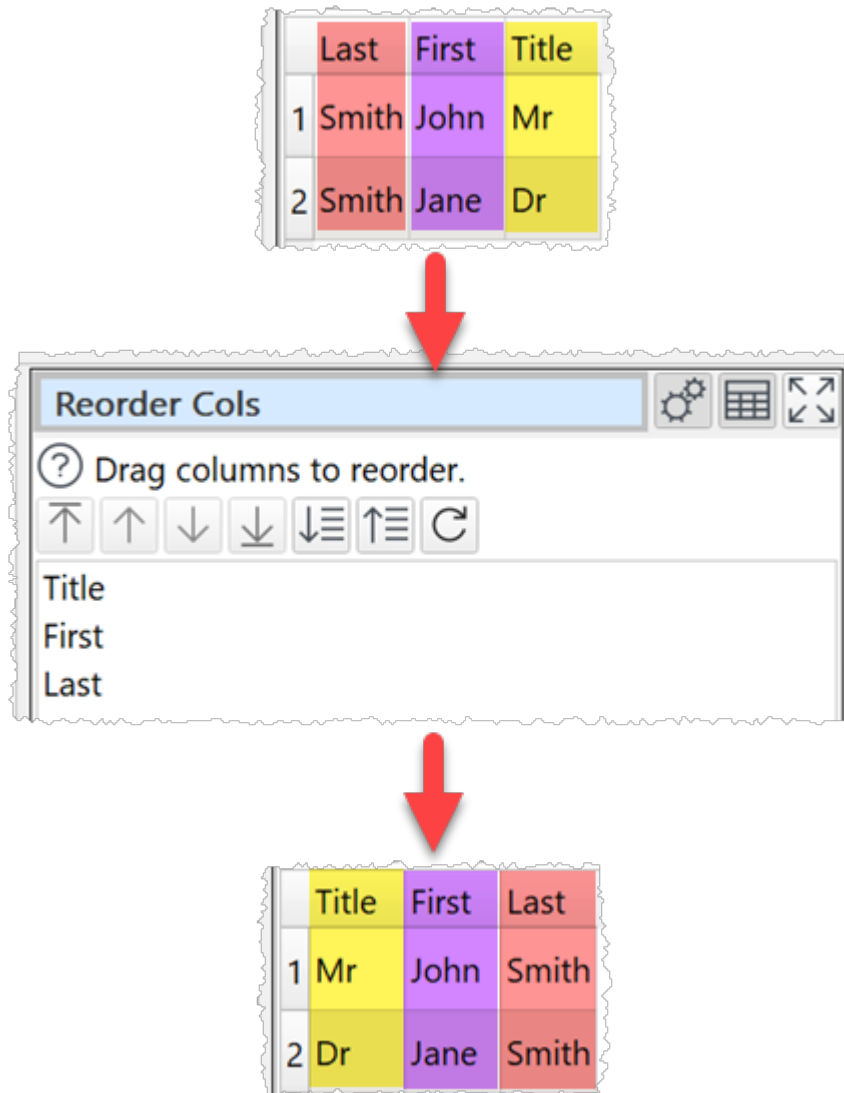 Last First Title
1 Smith John Mr
2 Smith Jane Dr
Reorder Cols
? Drag columns to reorder.
Title
First
Last
Title First Last
1 Mr John Smith
2 Dr Jane Smith